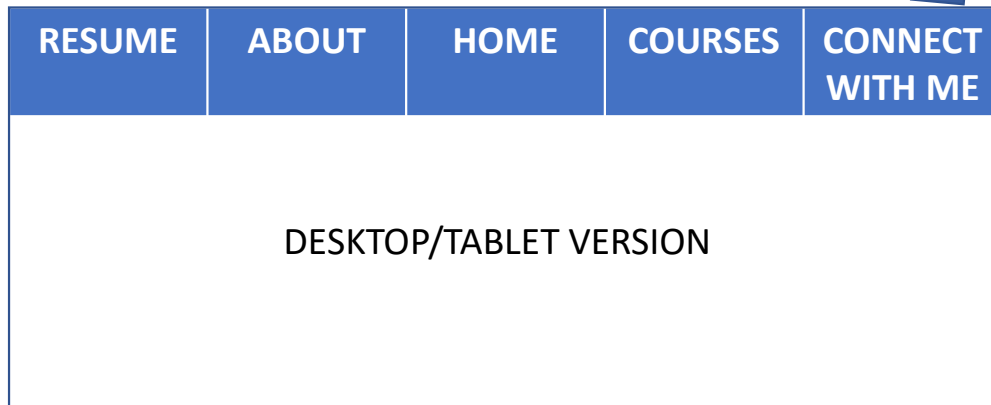 RESUME ABOUT HOME COURSES CONNECT
WITH ME
DESKTOP/TABLET VERSION